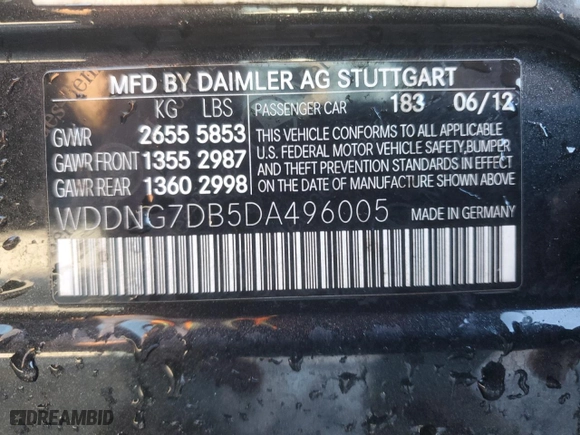 MFD BY DAIMLER AG STUTTGART
KG LBS PASSENGER CAR 183 06/12
GVWR 2655 5853
GAWR FRONT 1355 2987
GAWR REAR 1360 2998
THIS VEHICLE CONFORMS TO ALL APPLICABLE
U.S. FEDERAL MOTOR VEHICLE SAFETY, BUMPER
AND THEFT PREVENTION STANDARDS IN EFFECT
ON DATE OF MANUFACTURE SHOWN ABOVE.
WDDNG7DB5DA496005 MADE IN GERMANY
DREAMBID